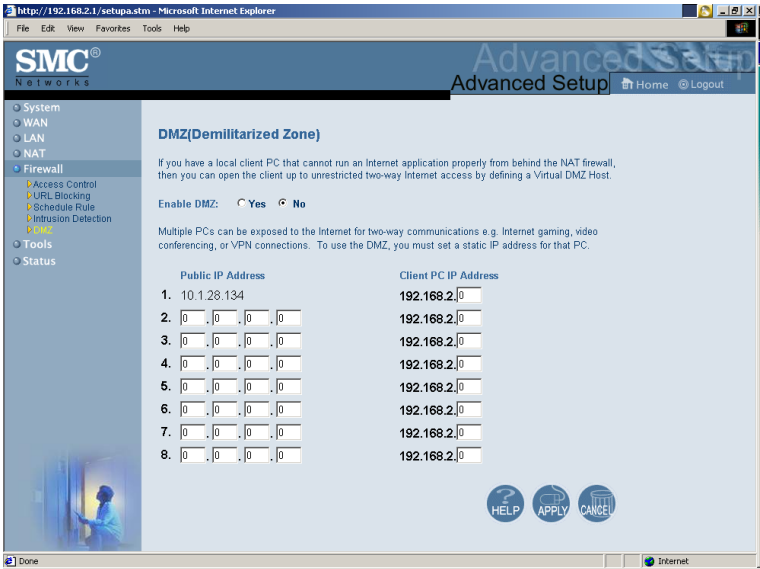 http://192.168.2.1/setupa.stm - Microsoft Internet Explorer
File Edit View Favorites Tools Help
SMC®
Networks
Advanced Setup
Advanced Setup
Home
Logout
System
WAN
LAN
NAT
Firewall
Access Control
URL Blocking
Schedule Rule
Intrusion Detection
DMZ
Tools
Status
DMZ(Demilitarized Zone)
If you have a local client PC that cannot run an Internet application properly from behind the NAT firewall,
then you can open the client up to unrestricted two-way Internet access by defining a Virtual DMZ Host.
Enable DMZ: Yes No
Multiple PCs can be exposed to the Internet for two-way communications e.g. Internet gaming, video
conferencing, or VPN connections. To use the DMZ, you must set a static IP address for that PC.
Public IP Address Client PC IP Address
1. 10.1.28.134 192.168.2.0
2. 0 . 0 . 0 . 0 192.168.2.0
3. 0 . 0 . 0 . 0 192.168.2.0
4. 0 . 0 . 0 . 0 192.168.2.0
5. 0 . 0 . 0 . 0 192.168.2.0
6. 0 . 0 . 0 . 0 192.168.2.0
7. 0 . 0 . 0 . 0 192.168.2.0
8. 0 . 0 . 0 . 0 192.168.2.0
HELP APPLY CANCEL
Done Internet